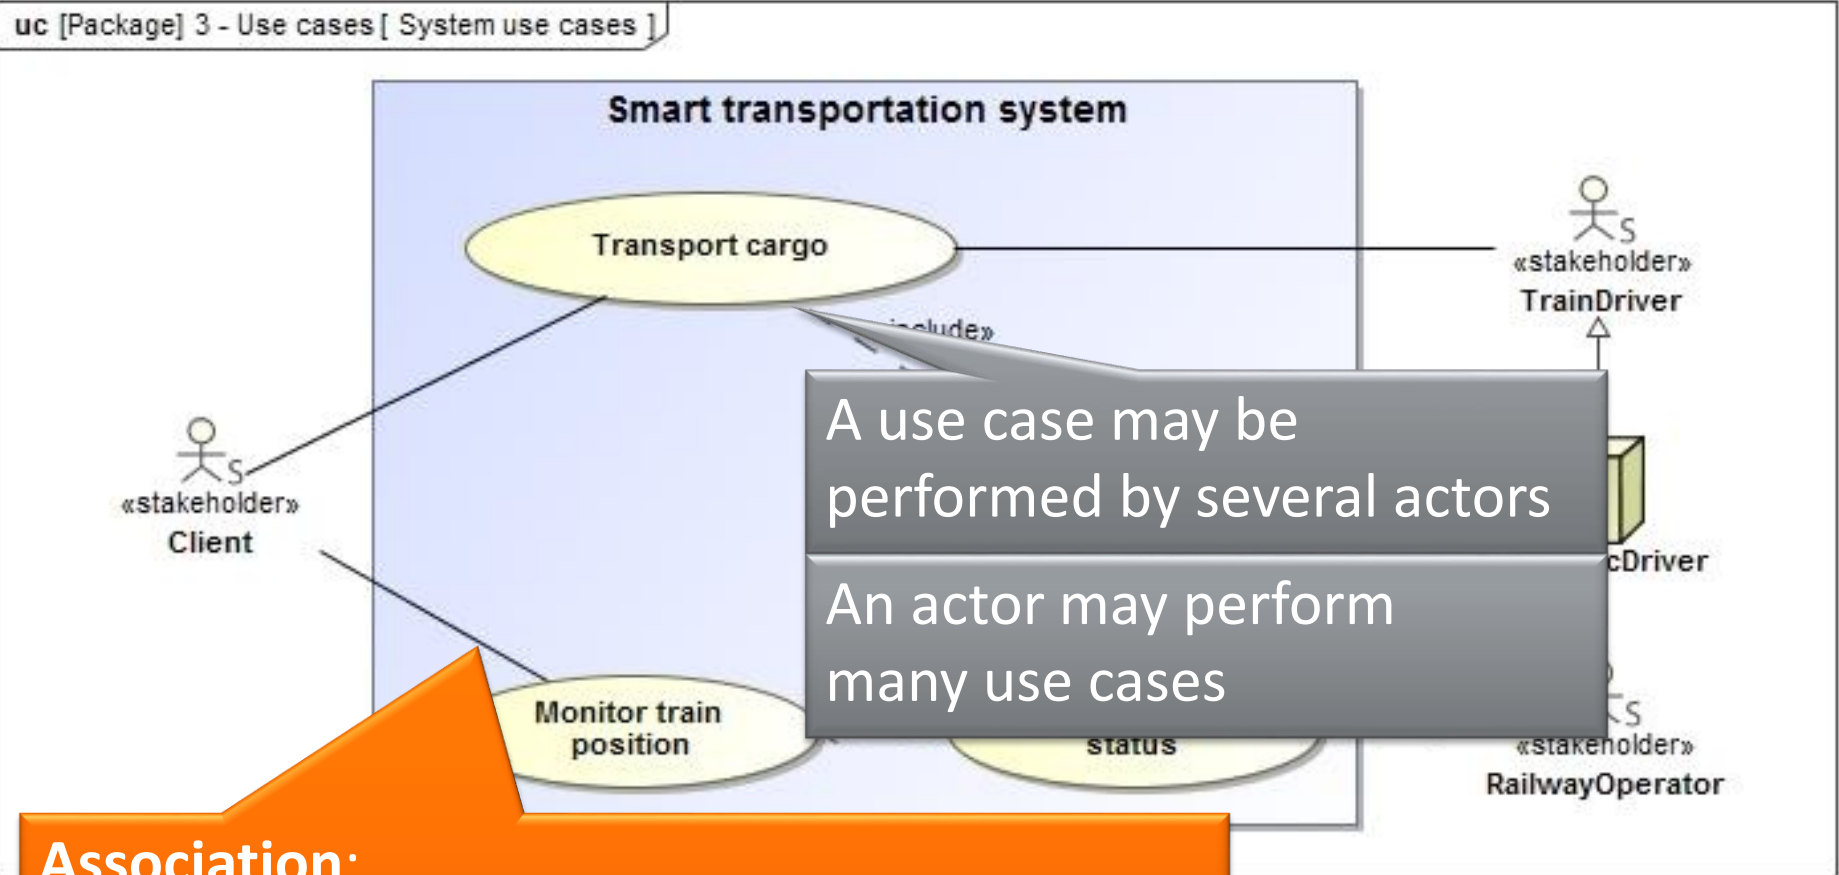 uc [Package] 3 - Use cases [ System use cases ]
Smart transportation system
Transport cargo
S
«stakeholder»
TrainDriver
A use case may be
performed by several actors
S
«stakeholder»
Client
An actor may perform
many use cases
Monitor train
position
status
S
«stakeholder»
RailwayOperator
Association: